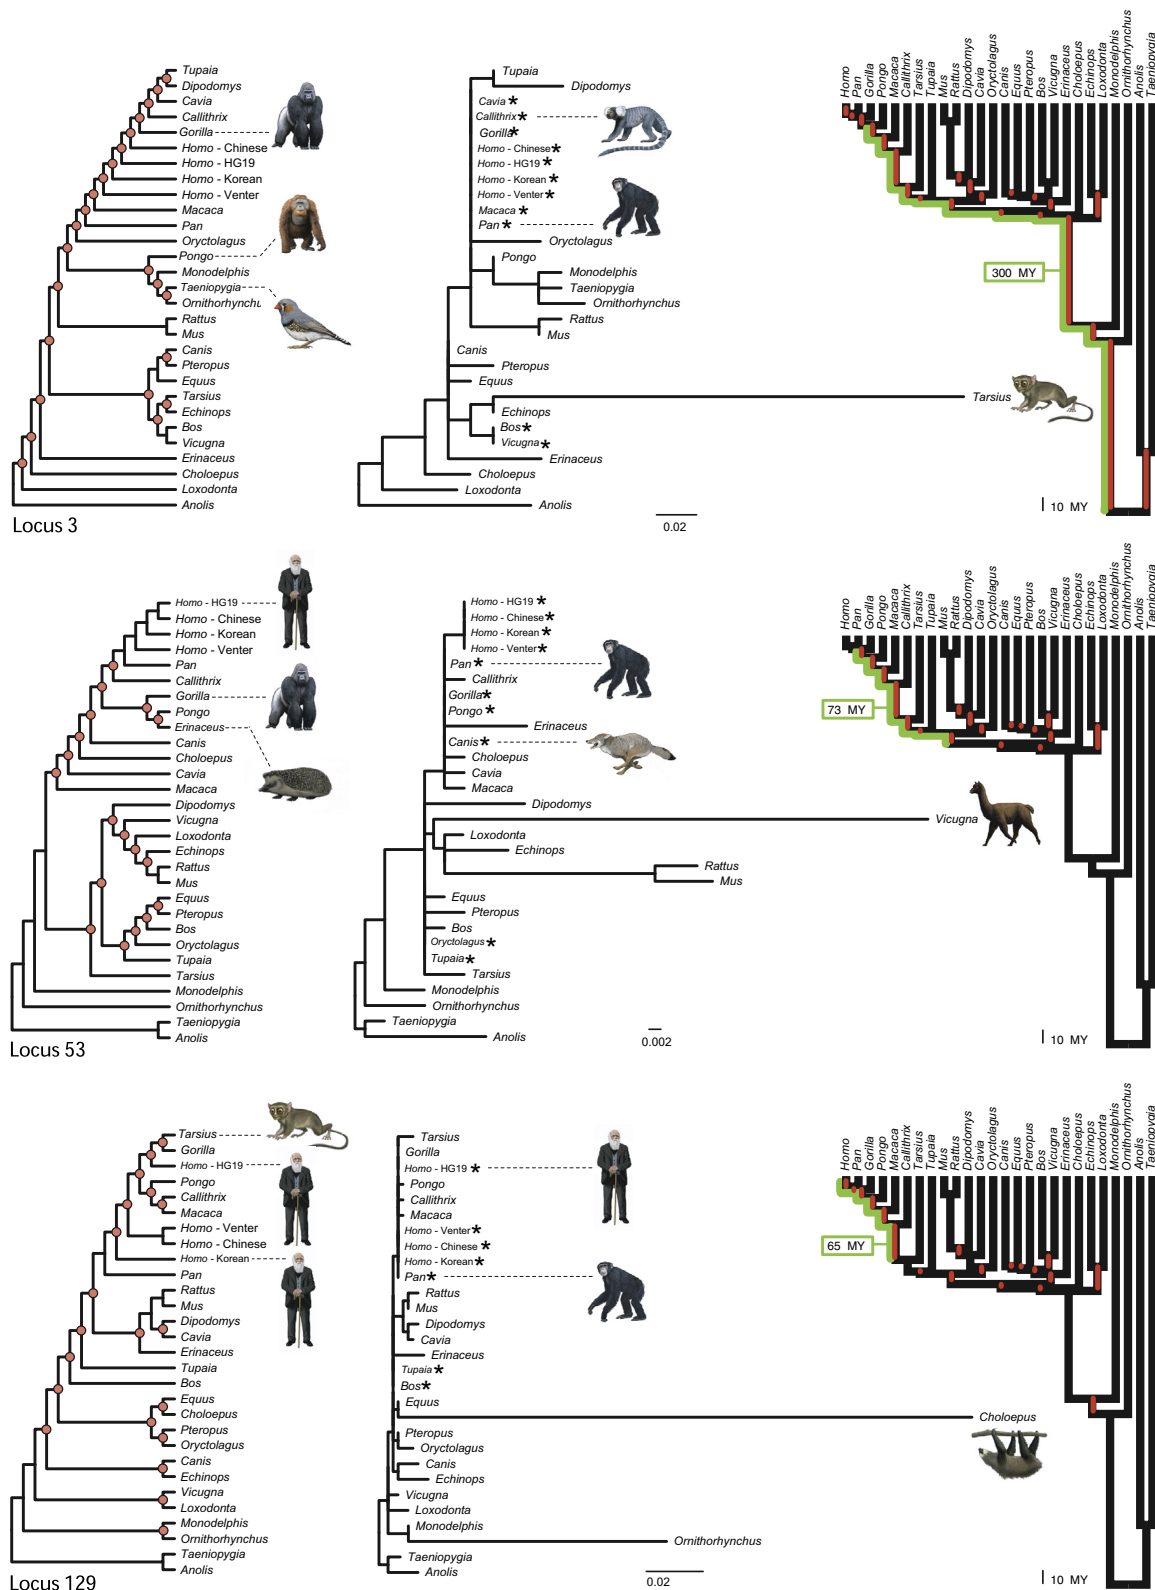 Tupaia
Dipodomys
Cavia
Callithrix
Gorilla
Homo - Chinese
Homo - HG19
Homo - Korean
Homo - Venter
Macaca
Pan
Oryctolagus
Pongo
Monodelphis
Taeniopygia
Ornithorhynchu
Rattus
Mus
Canis
Pteropus
Equus
Tarsius
Echinops
Bos
Vicugna
Erinaceus
Choloepus
Loxodonta
Anolis
Locus 3
Tupaia
Dipodomys
Cavia *
Callithrix *
Gorilla *
Homo - Chinese *
Homo - HG19 *
Homo - Korean *
Homo - Venter *
Macaca *
Pan *
Oryctolagus
Pongo
Monodelphis
Taeniopygia
Ornithorhynchus
Rattus
Mus
Canis
Pteropus
Equus
Tarsius
Echinops
Bos *
Vicugna *
Erinaceus
Choloepus
Loxodonta
Anolis
0.02
Homo
Pan
Gorilla
Pongo
Macaca
Callithrix
Tarsius
Tupaia
Mus
Rattus
Dipodomys
Cavia
Oryctolagus
Canis
Equus
Pteropus
Bos
Vicugna
Erinaceus
Choloepus
Echinops
Loxodonta
Monodelphis
Ornithorhynchus
Anolis
Taeniopygia
300 MY
10 MY
Homo - HG19
Homo - Chinese
Homo - Korean
Homo - Venter
Pan
Callithrix
Gorilla
Pongo
Erinaceus
Canis
Choloepus
Cavia
Macaca
Dipodomys
Vicugna
Loxodonta
Echinops
Rattus
Mus
Equus
Pteropus
Bos
Oryctolagus
Tupaia
Tarsius
Monodelphis
Ornithorhynchus
Taeniopygia
Anolis
Locus 53
Homo - HG19 *
Homo - Chinese *
Homo - Korean *
Homo - Venter *
Pan *
Callithrix
Gorilla *
Pongo *
Erinaceus
Canis *
Choloepus
Cavia
Macaca
Dipodomys
Vicugna
Loxodonta
Echinops
Rattus
Mus
Equus
Pteropus
Bos
Oryctolagus *
Tupaia *
Tarsius
Monodelphis
Ornithorhynchus
Taeniopygia
Anolis
0.002
Homo
Pan
Gorilla
Pongo
Macaca
Callithrix
Tarsius
Tupaia
Mus
Rattus
Dipodomys
Cavia
Oryctolagus
Canis
Equus
Pteropus
Bos
Vicugna
Erinaceus
Choloepus
Echinops
Loxodonta
Monodelphis
Ornithorhynchus
Anolis
Taeniopygia
73 MY
10 MY
Tarsius
Gorilla
Homo - HG19
Pongo
Callithrix
Macaca
Homo - Venter
Homo - Chinese
Homo - Korean
Pan
Rattus
Mus
Dipodomys
Cavia
Erinaceus
Tupaia
Bos
Equus
Choloepus
Pteropus
Oryctolagus
Canis
Echinops
Vicugna
Loxodonta
Monodelphis
Ornithorhynchus
Taeniopygia
Anolis
Locus 129
Tarsius
Gorilla
Homo - HG19 *
Pongo
Callithrix
Macaca
Homo - Venter *
Homo - Chinese *
Homo - Korean *
Pan *
Rattus
Mus
Dipodomys
Cavia
Erinaceus
Tupaia *
Bos *
Equus
Choloepus
Pteropus
Oryctolagus
Canis
Echinops
Vicugna
Loxodonta
Monodelphis
Ornithorhynchus
Taeniopygia
Anolis
0.02
Homo
Pan
Gorilla
Pongo
Macaca
Callithrix
Tarsius
Tupaia
Mus
Rattus
Dipodomys
Cavia
Oryctolagus
Canis
Equus
Pteropus
Bos
Vicugna
Erinaceus
Choloepus
Echinops
Loxodonta
Monodelphis
Ornithorhynchus
Anolis
Taeniopygia
65 MY
10 MY